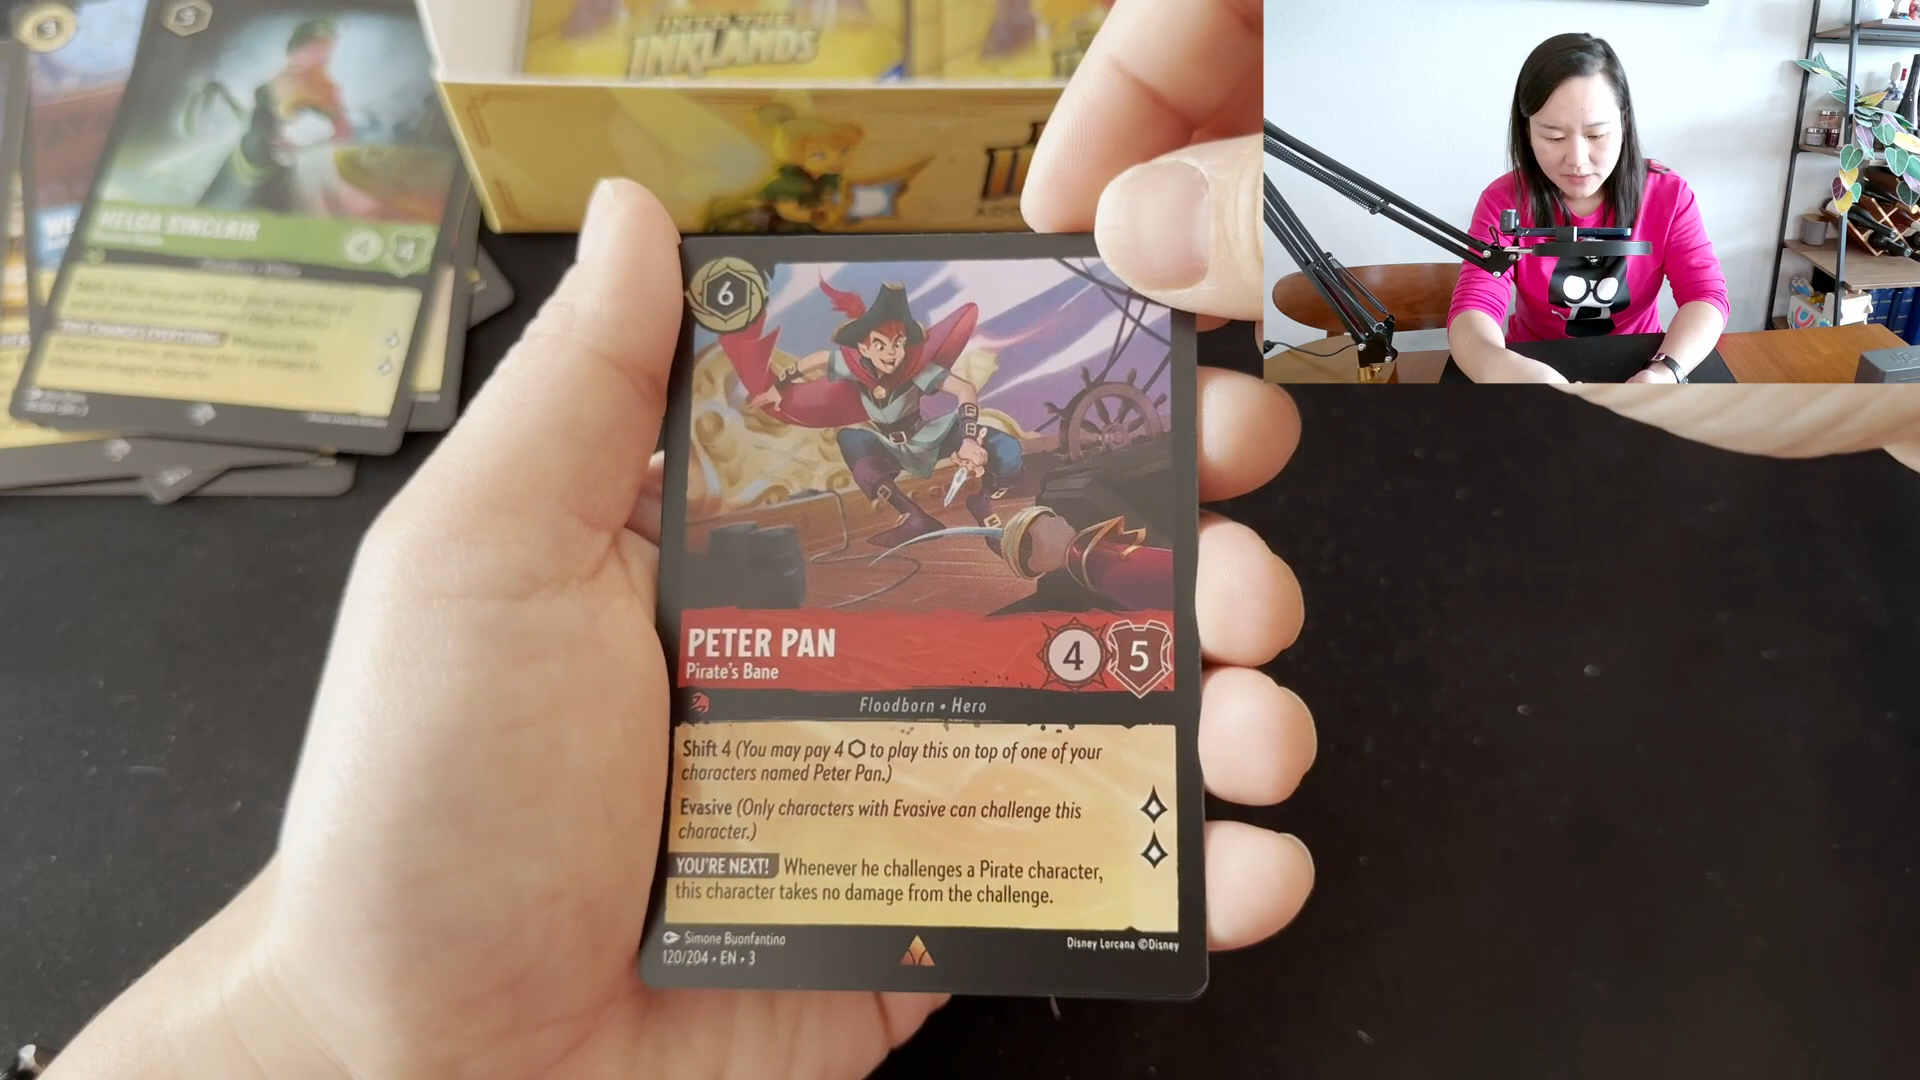 INTO THE
INKLANDS
HELGA SINCLAIR
THIS CHANGES EVERYTHING
6
PETER PAN
Pirate's Bane
4
5
Floodborn • Hero
Shift 4 (You may pay 4 to play this on top of one of your
characters named Peter Pan.)
Evasive (Only characters with Evasive can challenge this
character.)
YOU'RE NEXT! Whenever he challenges a Pirate character,
this character takes no damage from the challenge.
Simone Buonfantino
120/204 • EN • 3
Disney Lorcana ©Disney